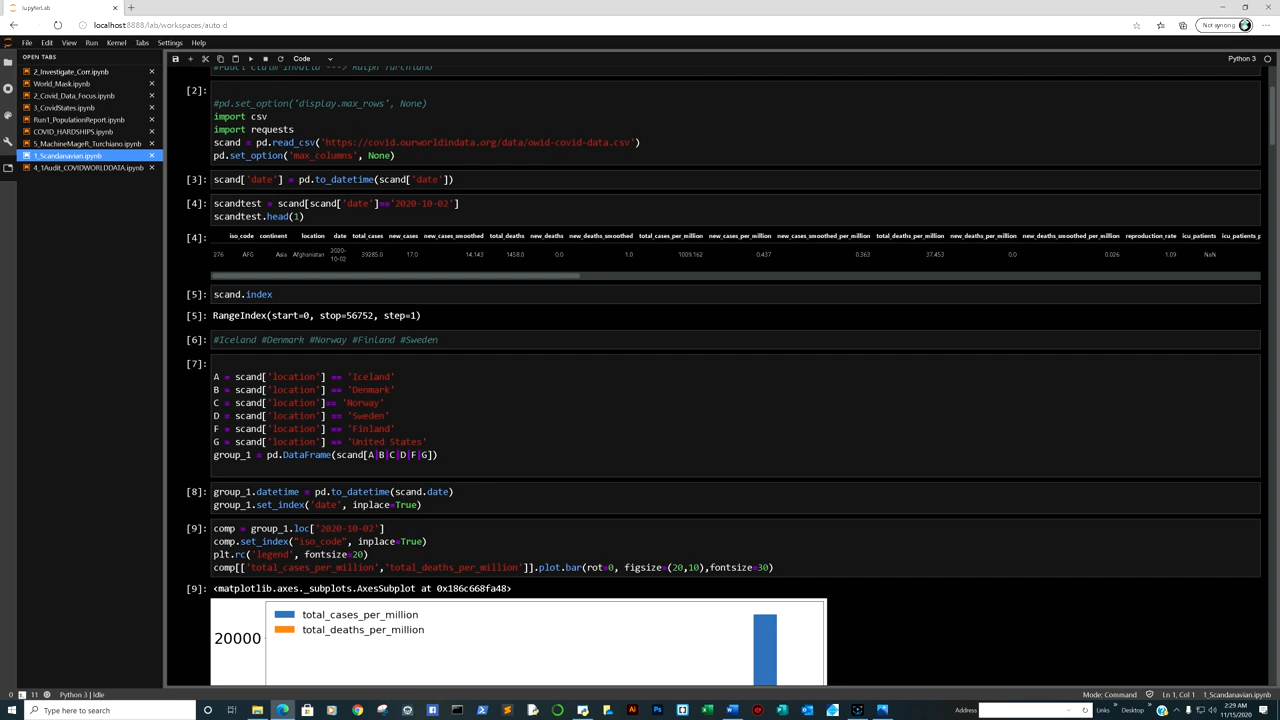 JupyterLab
localhost:8888/lab/workspaces/auto-d
Not syncing
File Edit View Run Kernel Tabs Settings Help
OPEN TABS
2_Investigate_Corr.ipynb
World_Mask.ipynb
2_Covid_Data_Focus.ipynb
3_CovidStates.ipynb
Run1_PopulationReport.ipynb
COVID_HARDSHIPS.ipynb
5_MachineMageR_Turchiano.ipynb
1_Scandanavian.ipynb
4_1Audit_COVIDWORLDDATA.ipynb
Code
Python 3
[2]:
#pd.set_option('display.max_rows', None)
import csv
import requests
scand = pd.read_csv('https://covid.ourworldindata.org/data/owid-covid-data.csv')
pd.set_option('max_columns', None)
[3]: scand['date'] = pd.to_datetime(scand['date'])
[4]: scandtest = scand[scand['date']=='2020-10-02']
scandtest.head(1)
[4]: iso_code continent location date total_cases new_cases new_cases_smoothed total_deaths new_deaths new_deaths_smoothed total_cases_per_million new_cases_per_million new_cases_smoothed_per_million total_deaths_per_million new_deaths_per_million new_deaths_smoothed_per_million reproduction_rate icu_patients icu_patients_p
276 AFG Asia Afghanistan 2020-10-02 39285.0 17.0 14.143 1458.0 0.0 1.0 1009.162 0.437 0.363 37.453 0.0 0.026 1.09 NaN
[5]: scand.index
[5]: RangeIndex(start=0, stop=56752, step=1)
[6]: #Iceland #Denmark #Norway #Finland #Sweden
[7]:
A = scand['location'] == 'Iceland'
B = scand['location'] == 'Denmark'
C = scand['location']== 'Norway'
D = scand['location'] == 'Sweden'
F = scand['location'] == 'Finland'
G = scand['location'] == 'United States'
group_1 = pd.DataFrame(scand[A|B|C|D|F|G])
[8]: group_1.datetime = pd.to_datetime(scand.date)
group_1.set_index('date', inplace=True)
[9]: comp = group_1.loc['2020-10-02']
comp.set_index("iso_code", inplace=True)
plt.rc('legend', fontsize=20)
comp[['total_cases_per_million','total_deaths_per_million']].plot.bar(rot=0, figsize=(20,10),fontsize=30)
[9]: <matplotlib.axes._subplots.AxesSubplot at 0x186c668fa48>
total_cases_per_million
total_deaths_per_million
20000
0 11 Python 3 | Idle
Mode: Command Ln 1, Col 1 1_Scandanavian.ipynb
Type here to search
Address Links Desktop
2:29 AM
11/15/2020